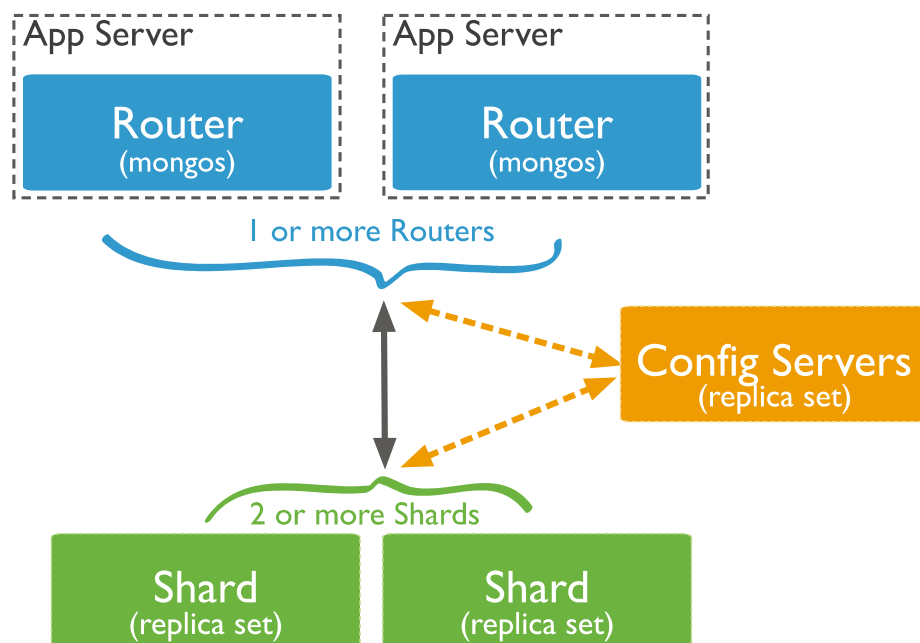 App Server
App Server
Router
(mongos)
Router
(mongos)
1 or more Routers
Config Servers
(replica set)
2 or more Shards
Shard
(replica set)
Shard
(replica set)